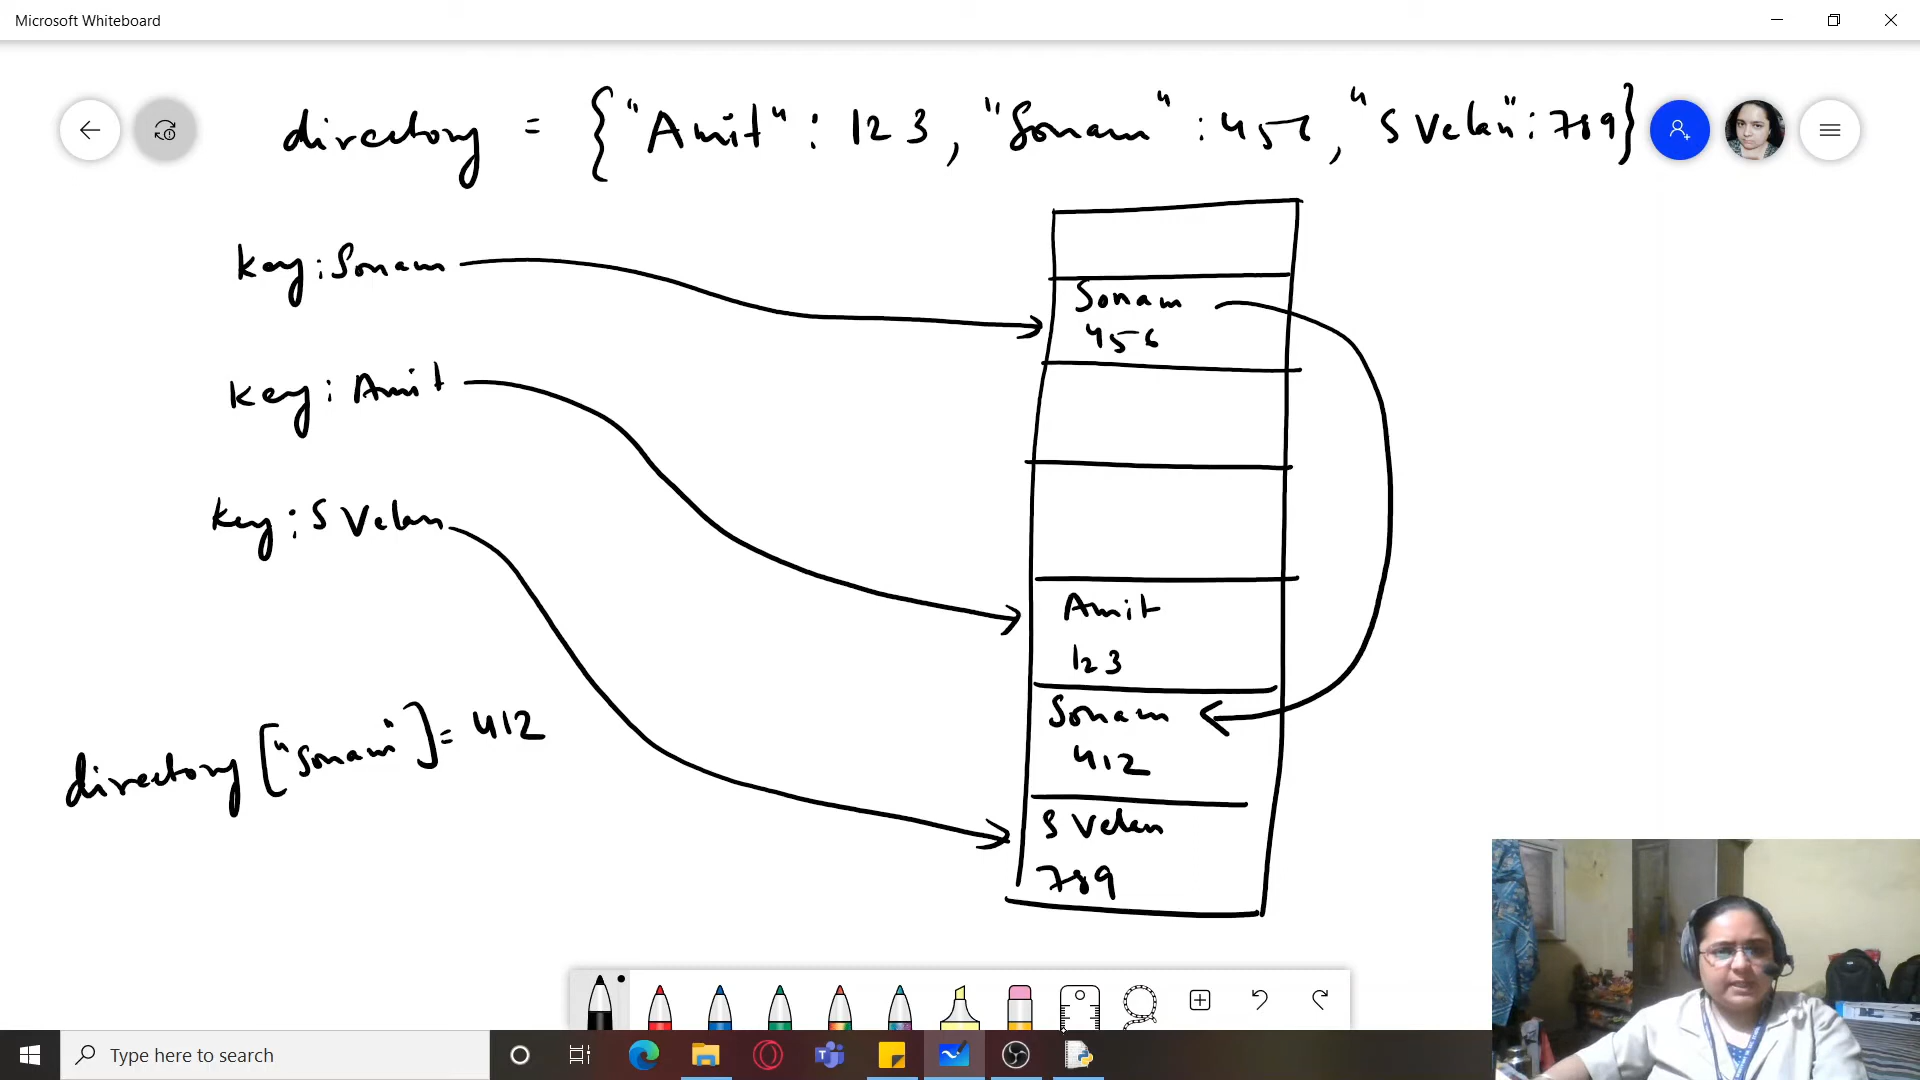 Microsoft Whiteboard
directory = {"Amit": 123, "Sonam": 456, "S Velan": 789}
key: Sonam
Sonam
456
key: Amit
key: S Velan
Amit
123
directory ["Sonam"] = 412
Sonam
412
S Velan
789
Type here to search